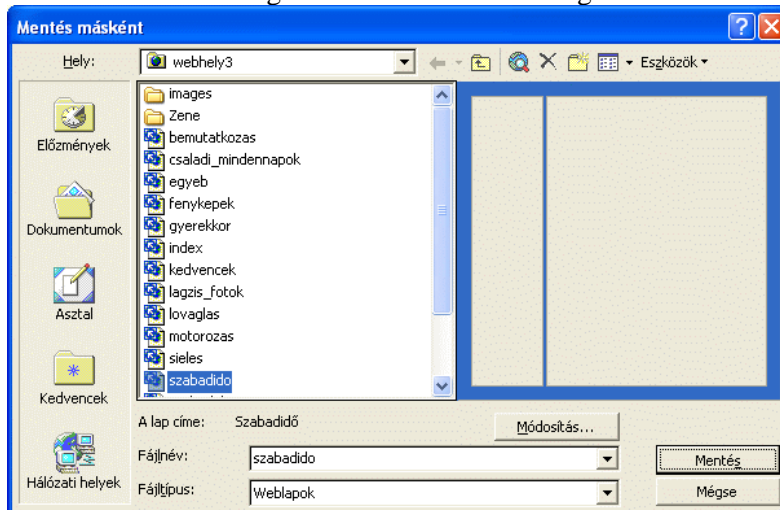 Mentés másként
Hely:
webhely3
Eszközök
Előzmények
Dokumentumok
Asztal
Kedvencek
Hálózati helyek
images
Zene
bemutatkozas
csaladi_mindennapok
egyeb
fenykepek
gyerekkor
index
kedvencek
lagzis_fotok
lovaglas
motorozas
sieles
szabadido
A lap címe:
Szabadidő
Módosítás...
Fájlnév:
szabadido
Mentés
Fájltípus:
Weblapok
Mégse